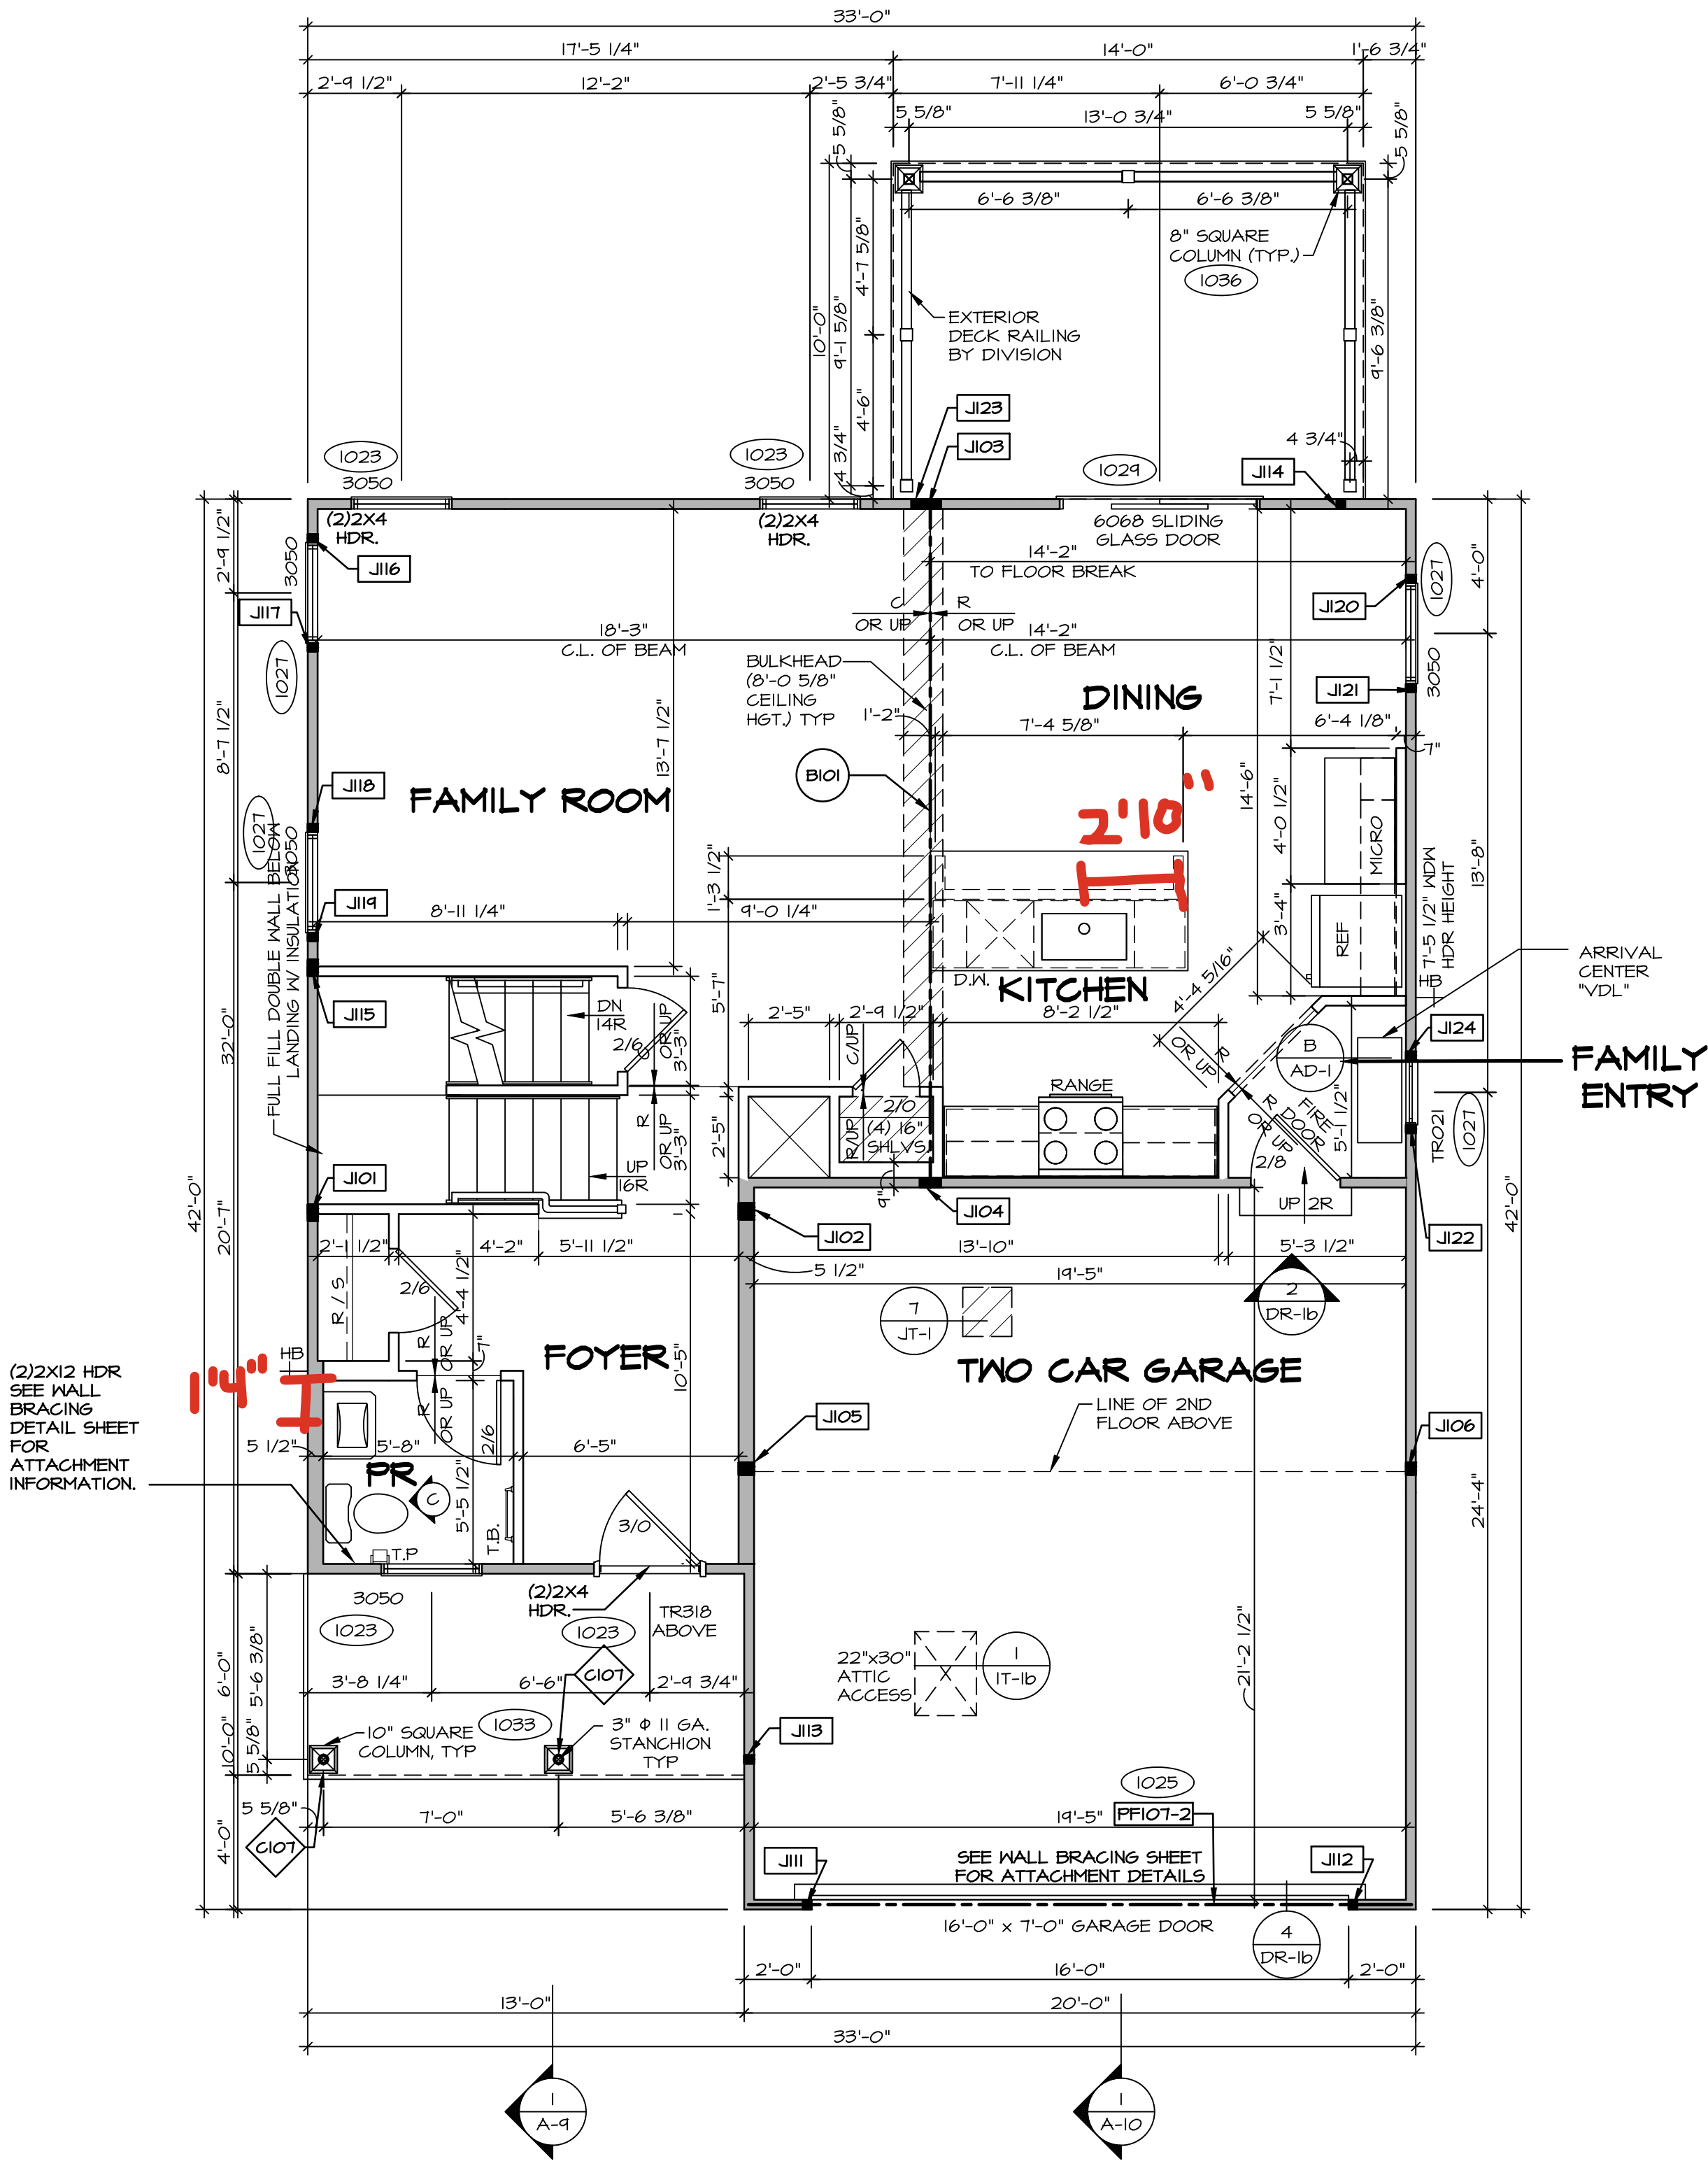 33'-0"
17'-5 1/4"
14'-0"
1'-6 3/4"
2'-9 1/2"
12'-2"
2'-5 3/4"
7'-11 1/4"
6'-0 3/4"
5 5/8"
13'-0 3/4"
5 5/8"
5 5/8"
5 5/8"
6'-6 3/8"
6'-6 3/8"
8" SQUARE
COLUMN (TYP.)
1036
4'-7 5/8"
10'-0"
9'-1 5/8"
9'-6 3/8"
EXTERIOR
DECK RAILING
BY DIVISION
4'-6"
4 3/4"
J123
J103
4 3/4"
1023
3050
1023
3050
1029
J114
(2)2X4
HDR.
(2)2X4
HDR.
6068 SLIDING
GLASS DOOR
2'-9 1/2"
3050
J116
14'-2"
TO FLOOR BREAK
1027
4'-0"
J117
C
OR UP
R
OR UP
J120
18'-3"
C.L. OF BEAM
14'-2"
C.L. OF BEAM
1027
BULKHEAD
(8'-0 5/8"
CEILING
HGT.) TYP
DINING
7'-1 1/2"
J121
3050
1'-2"
7'-4 5/8"
6'-4 1/8"
7"
8'-7 1/2"
13'-7 1/2"
B101
J118
FAMILY ROOM
2'10"
14'-6"
4'-0 1/2"
MICRO
1027
3050
FULL FILL DOUBLE WALL BELOW
LANDING W/ INSULATION
1'-3 1/2"
13'-8"
7'-5 1/2" WDW
HDR HEIGHT
J119
8'-11 1/4"
9'-0 1/4"
3'-4"
REF
ARRIVAL
CENTER
"VDL"
D.W.
KITCHEN
4'-4 5/16"
HB
J115
DN
14R
2/6
C
OR UP
3'-3"
5'-7"
2'-5"
2'-9 1/2"
C/UP
8'-2 1/2"
R
OR UP
B
AD-1
J124
FAMILY
ENTRY
32'-0"
RANGE
2/0
(4) 16"
SHLVS.
R/UP
R
OR UP
3'-3"
2'-5"
FIRE
DOOR
R
OR UP
5'-1 1/2"
TR021
1027
UP
16R
9"
2/8
J101
J104
UP 2R
J102
J122
42'-0"
20'-7"
42'-0"
2'-1 1/2"
4'-2"
5'-11 1/2"
5 1/2"
13'-10"
5'-3 1/2"
19'-5"
R / S
2/6
4'-4 1/2"
R
OR UP
7"
7
JT-1
2
DR-1b
HB
FOYER
10'-5"
TWO CAR GARAGE
1'4"
(2)2X12 HDR
SEE WALL
BRACING
DETAIL SHEET
FOR
ATTACHMENT
INFORMATION.
R
OR UP
2/6
LINE OF 2ND
FLOOR ABOVE
J105
J106
5 1/2"
5'-8"
6'-5"
PR
C
5'-5 1/2"
T.B.
3/0
T.P
24'-4"
3050
1023
(2)2X4
HDR.
1023
TR318
ABOVE
22"x30"
ATTIC
ACCESS
1
1T-1b
21'-2 1/2"
6'-0"
5'-6 3/8"
3'-8 1/4"
6'-6"
C107
2'-9 3/4"
10" SQUARE
COLUMN, TYP
1033
3" Φ 11 GA.
STANCHION
TYP
J113
10'-0"
5 5/8"
1025
PF107-2
5 5/8"
7'-0"
5'-6 3/8"
19'-5"
C107
4'-0"
J111
SEE WALL BRACING SHEET
FOR ATTACHMENT DETAILS
J112
16'-0" x 7'-0" GARAGE DOOR
4
DR-1b
2'-0"
16'-0"
2'-0"
13'-0"
20'-0"
33'-0"
1
A-9
1
A-10